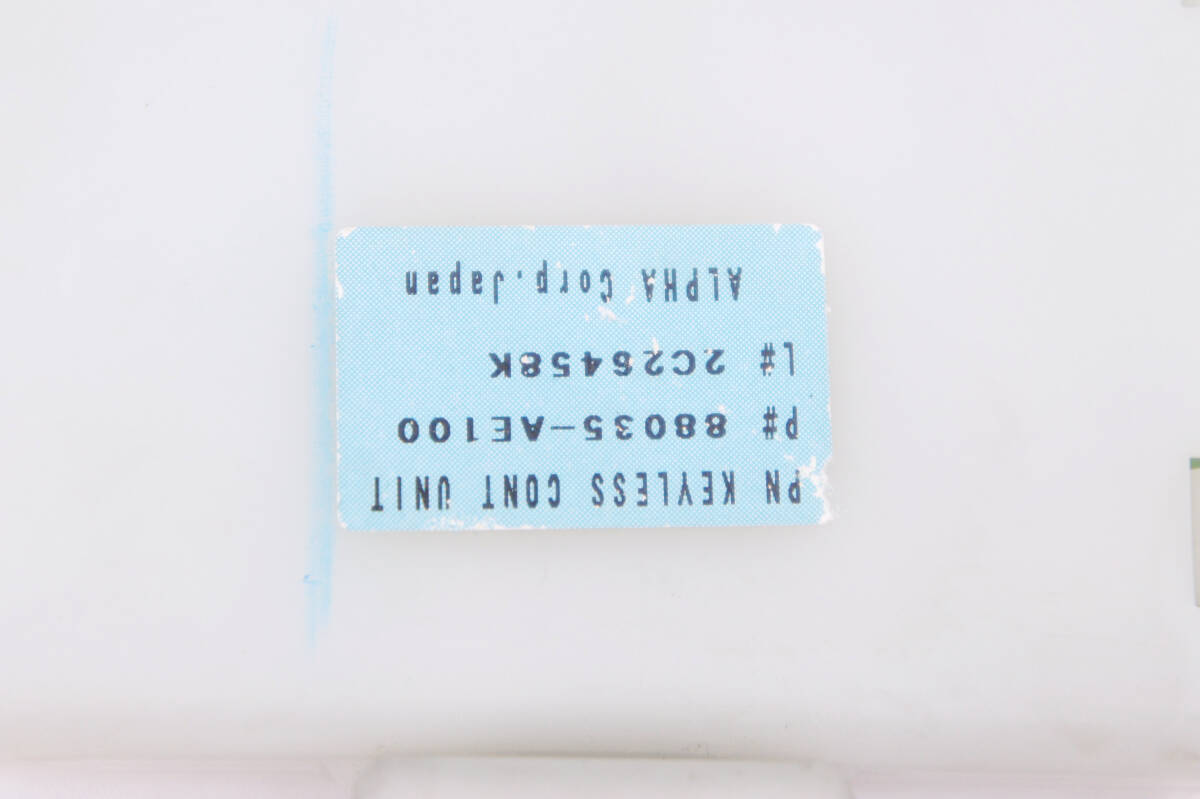 PN KEYLESS CONT UNIT
P# 88035-AE100
L# 2C26458K
ALPHA Corp.Japan